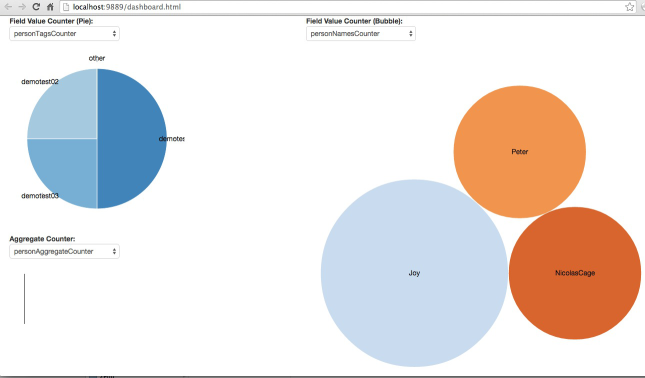 localhost:9889/dashboard.html
Field Value Counter (Pie):
personTagsCounter
other
demotest02
demotes
demotest03
Aggregate Counter:
personAggregateCounter
Field Value Counter (Bubble):
personNamesCounter
Peter
Joy
NicolasCage